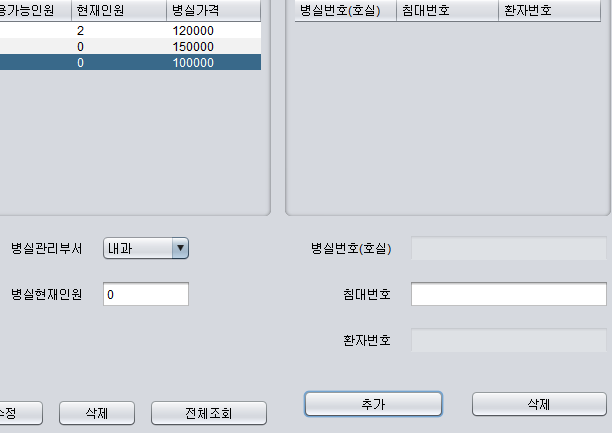 용가능인원 현재인원 병실가격
2 120000
0 150000
0 100000
병실번호(호실) 침대번호 환자번호
병실관리부서 내과
병실현재인원 0
수정 삭제 전체조회
병실번호(호실)
침대번호
환자번호
추가 삭제